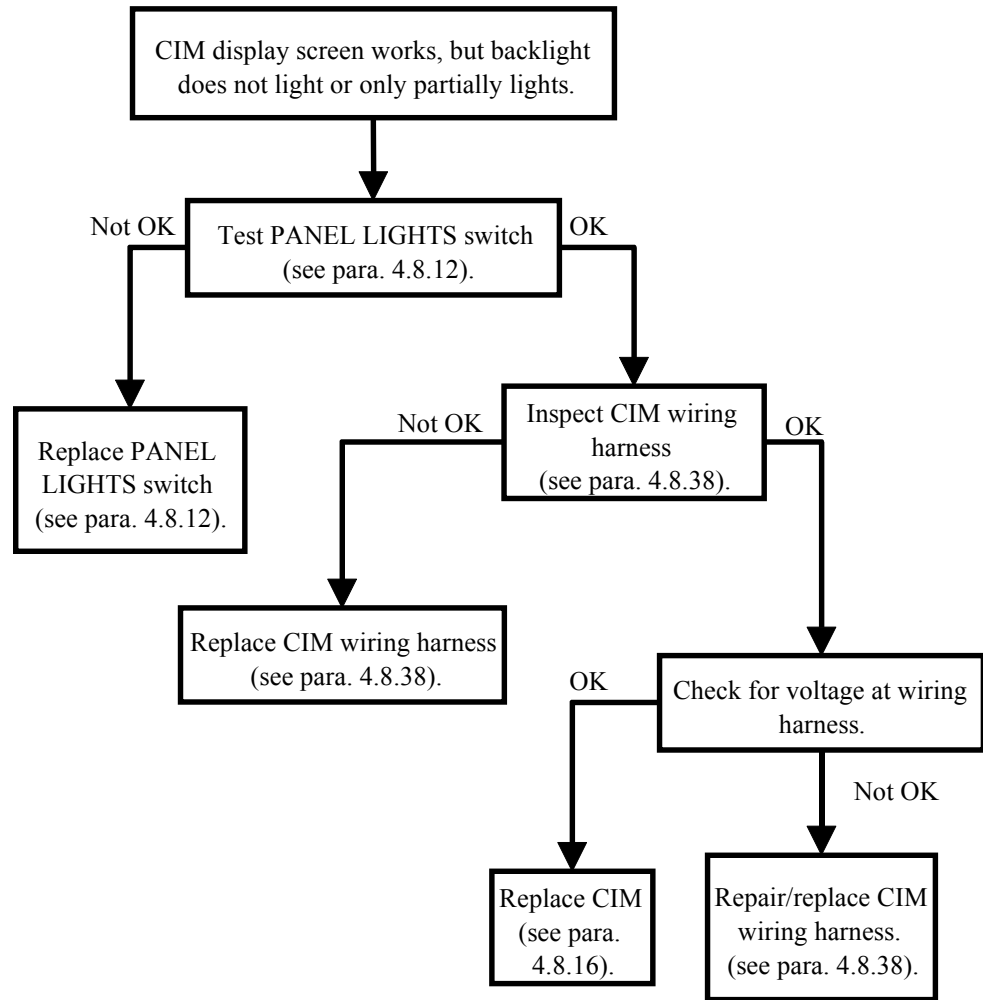 CIM display screen works, but backlight
does not light or only partially lights.
Not OK
Test PANEL LIGHTS switch
(see para. 4.8.12).
OK
Replace PANEL
LIGHTS switch
(see para. 4.8.12).
Not OK
Inspect CIM wiring
harness
(see para. 4.8.38).
OK
Replace CIM wiring harness
(see para. 4.8.38).
OK
Check for voltage at wiring
harness.
Not OK
Replace CIM
(see para.
4.8.16).
Repair/replace CIM
wiring harness.
(see para. 4.8.38).